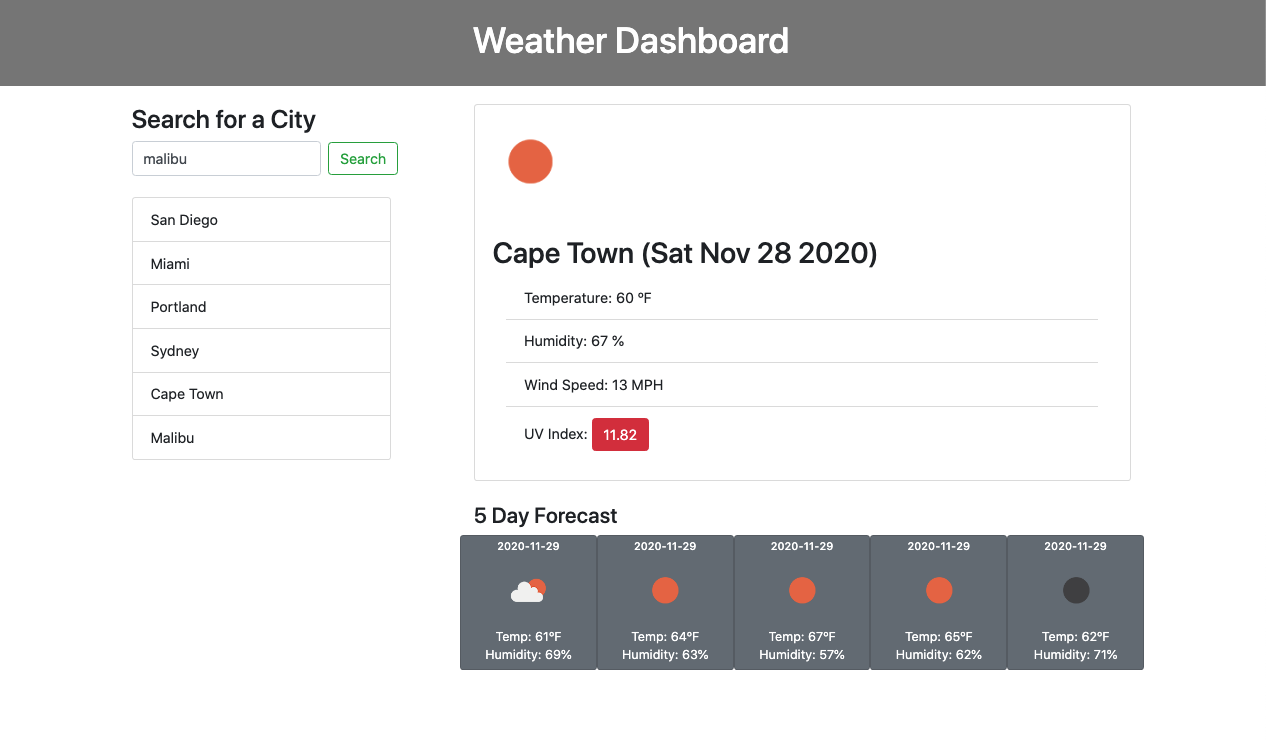 Weather Dashboard
Search for a City
malibu
Search
San Diego
Miami
Portland
Sydney
Cape Town
Malibu
Cape Town (Sat Nov 28 2020)
Temperature: 60 ºF
Humidity: 67 %
Wind Speed: 13 MPH
UV Index: 11.82
5 Day Forecast
2020-11-29
Temp: 61ºF
Humidity: 69%
2020-11-29
Temp: 64ºF
Humidity: 63%
2020-11-29
Temp: 67ºF
Humidity: 57%
2020-11-29
Temp: 65ºF
Humidity: 62%
2020-11-29
Temp: 62ºF
Humidity: 71%